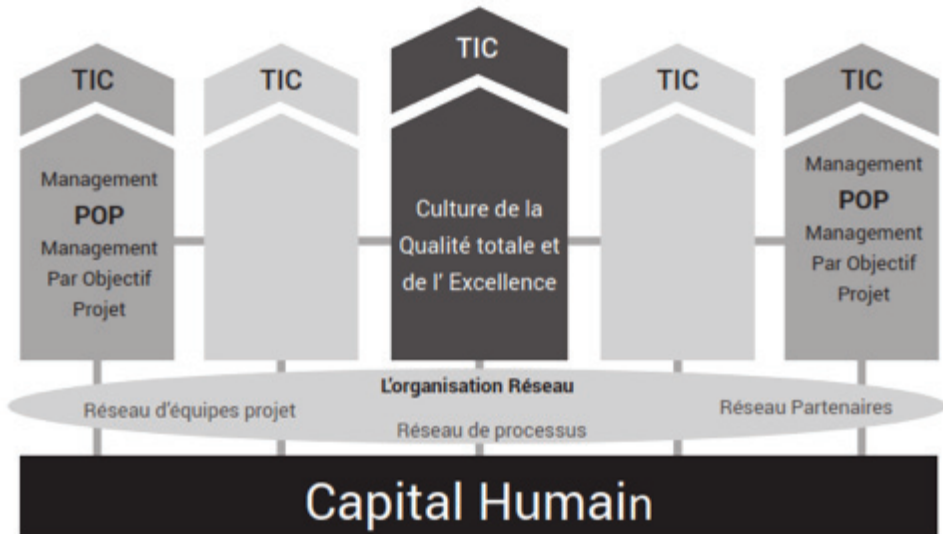 TIC
TIC
TIC
TIC
TIC
Management
POP
Management
Par Objectif
Projet
Culture de la
Qualité totale et
de l' Excellence
Management
POP
Management
Par Objectif
Projet
L'organisation Réseau
Réseau d'équipes projet
Réseau de processus
Réseau Partenaires
Capital Humain